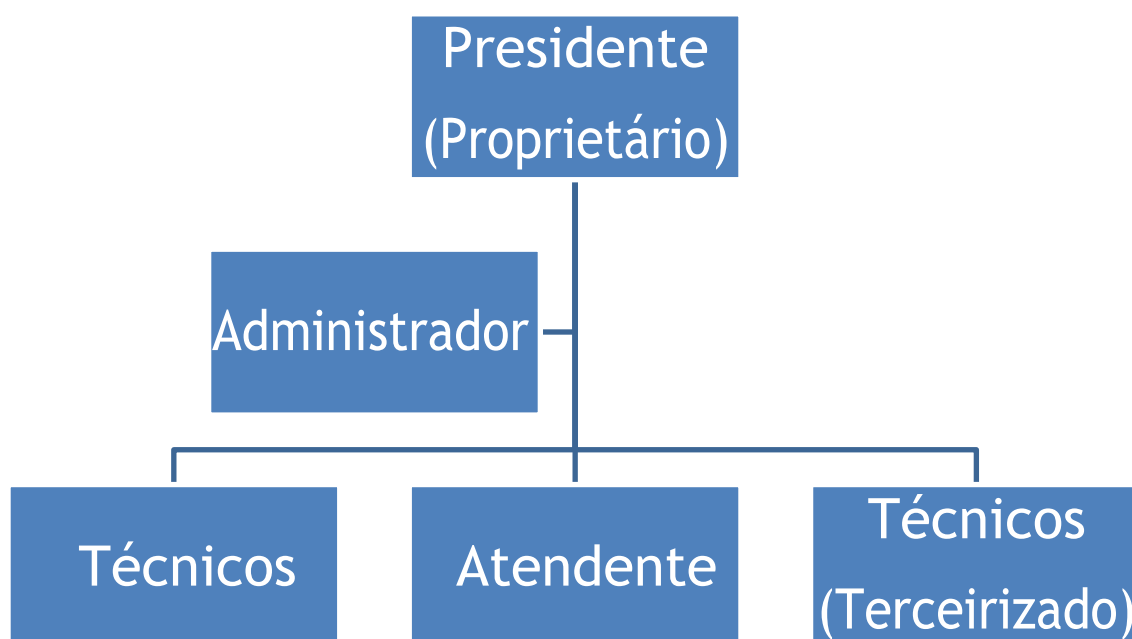 Presidente
(Proprietário)
Administrador
Técnicos
Atendente
Técnicos
(Terceirizado)